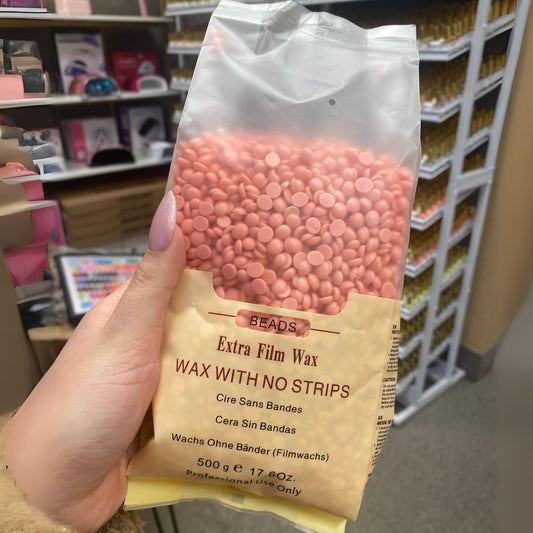 BEADS
Extra Film Wax
WAX WITH NO STRIPS
Cire Sans Bandes
Cera Sin Bandas
Wachs Ohne Bänder (Filmwachs)
500 g e 17.6Oz.
Professional Use Only